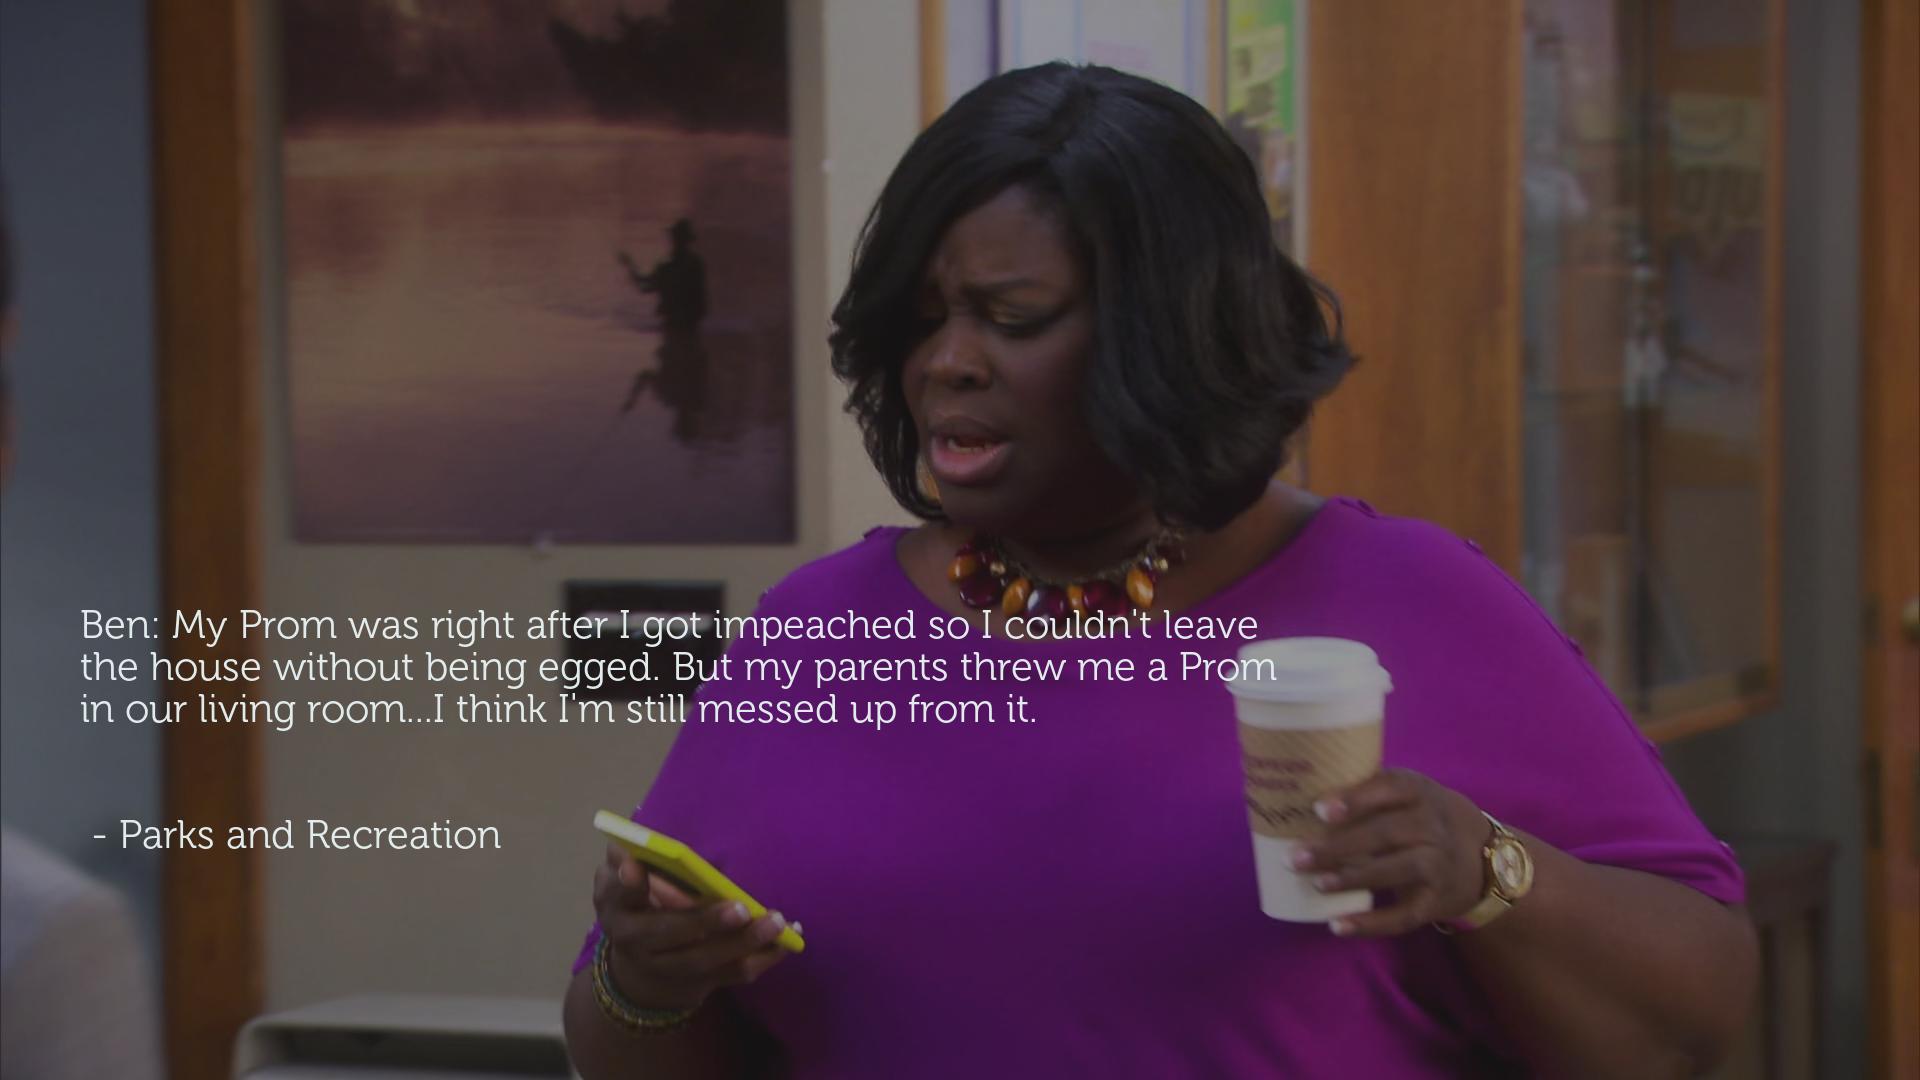 Ben: My Prom was right after I got impeached so I couldn't leave
the house without being egged. But my parents threw me a Prom
in our living room...I think I'm still messed up from it.
- Parks and Recreation